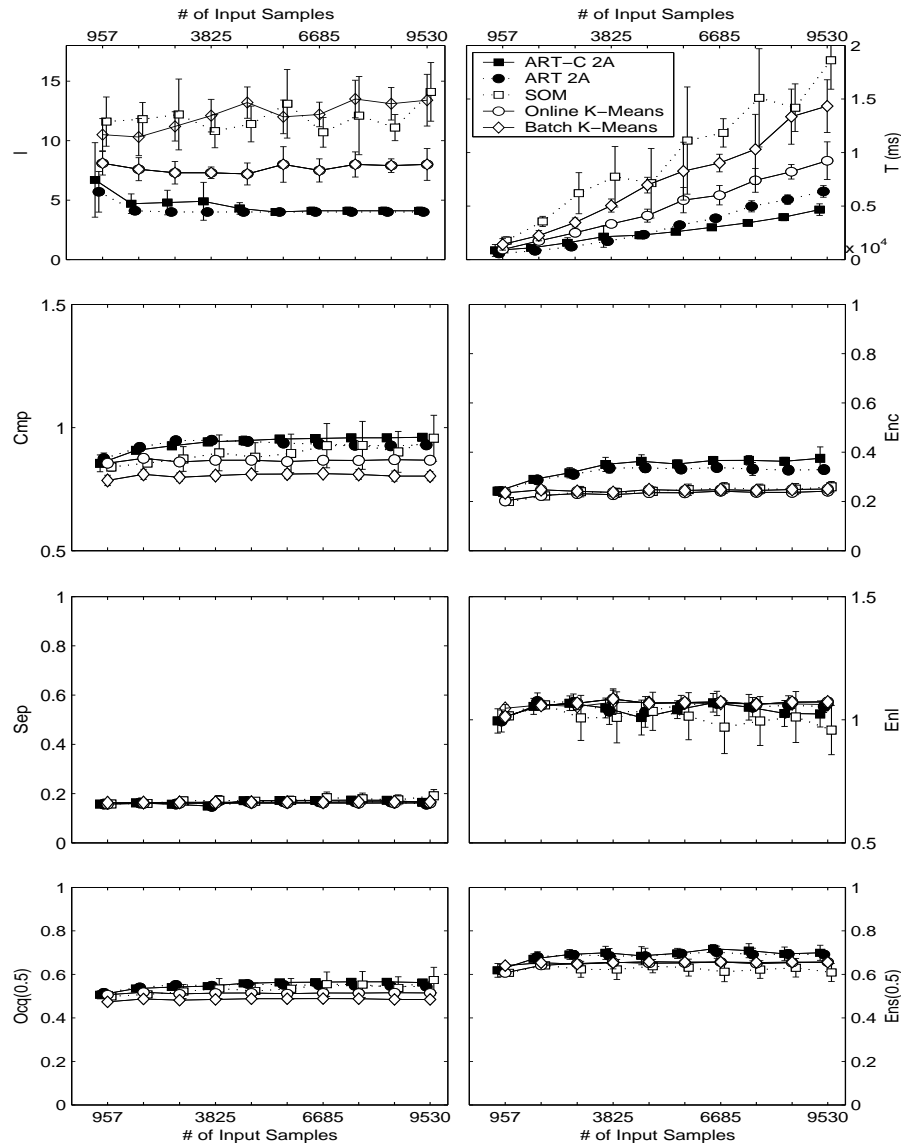 # of Input Samples
957 3825 6685 9530
15
10
5
0
I
# of Input Samples
957 3825 6685 9530
ART−C 2A
ART 2A
SOM
Online K−Means
Batch K−Means
2
1.5
1
0.5
0
x 10⁴
T (ms)
1.5
1
0.5
Cmp
1
0.8
0.6
0.4
0.2
0
Enc
1
0.8
0.6
0.4
0.2
0
Sep
1.5
1
0.5
Enl
1
0.8
0.6
0.4
0.2
0
Ocq(0.5)
957 3825 6685 9530
# of Input Samples
1
0.8
0.6
0.4
0.2
0
Ens(0.5)
957 3825 6685 9530
# of Input Samples